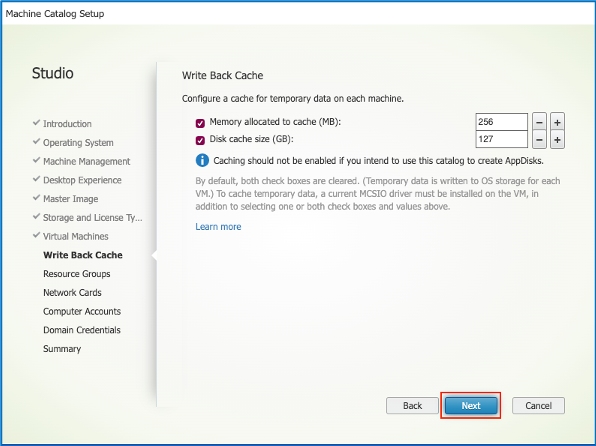 Machine Catalog Setup
Studio
Introduction
Operating System
Machine Management
Desktop Experience
Master Image
Storage and License Ty...
Virtual Machines
Write Back Cache
Resource Groups
Network Cards
Computer Accounts
Domain Credentials
Summary
Write Back Cache
Configure a cache for temporary data on each machine.
Memory allocated to cache (MB): 256 − +
Disk cache size (GB): 127 − +
i Caching should not be enabled if you intend to use this catalog to create AppDisks.
By default, both check boxes are cleared. (Temporary data is written to OS storage for each
VM.) To cache temporary data, a current MCSIO driver must be installed on the VM, in
addition to selecting one or both check boxes and values above.
Learn more
Back Next Cancel